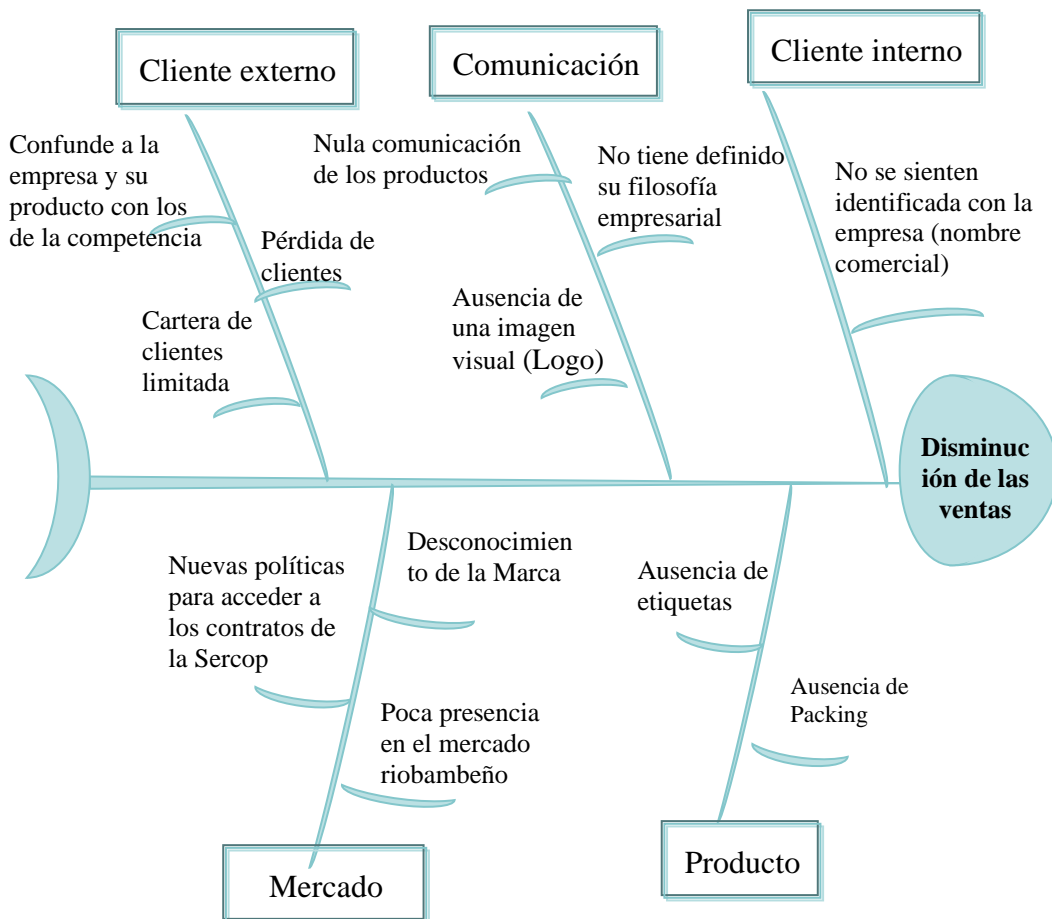 Cliente externo
Comunicación
Cliente interno
Confunde a la
empresa y su
producto con los
de la competencia
Pérdida de
clientes
Cartera de
clientes
limitada
Nula comunicación
de los productos
No tiene definido
su filosofía
empresarial
Ausencia de
una imagen
visual (Logo)
No se sienten
identificada con la
empresa (nombre
comercial)
Disminuc
ión de las
ventas
Nuevas políticas
para acceder a
los contratos de
la Sercop
Desconocimien
to de la Marca
Poca presencia
en el mercado
riobambeño
Ausencia de
etiquetas
Ausencia de
Packing
Mercado
Producto